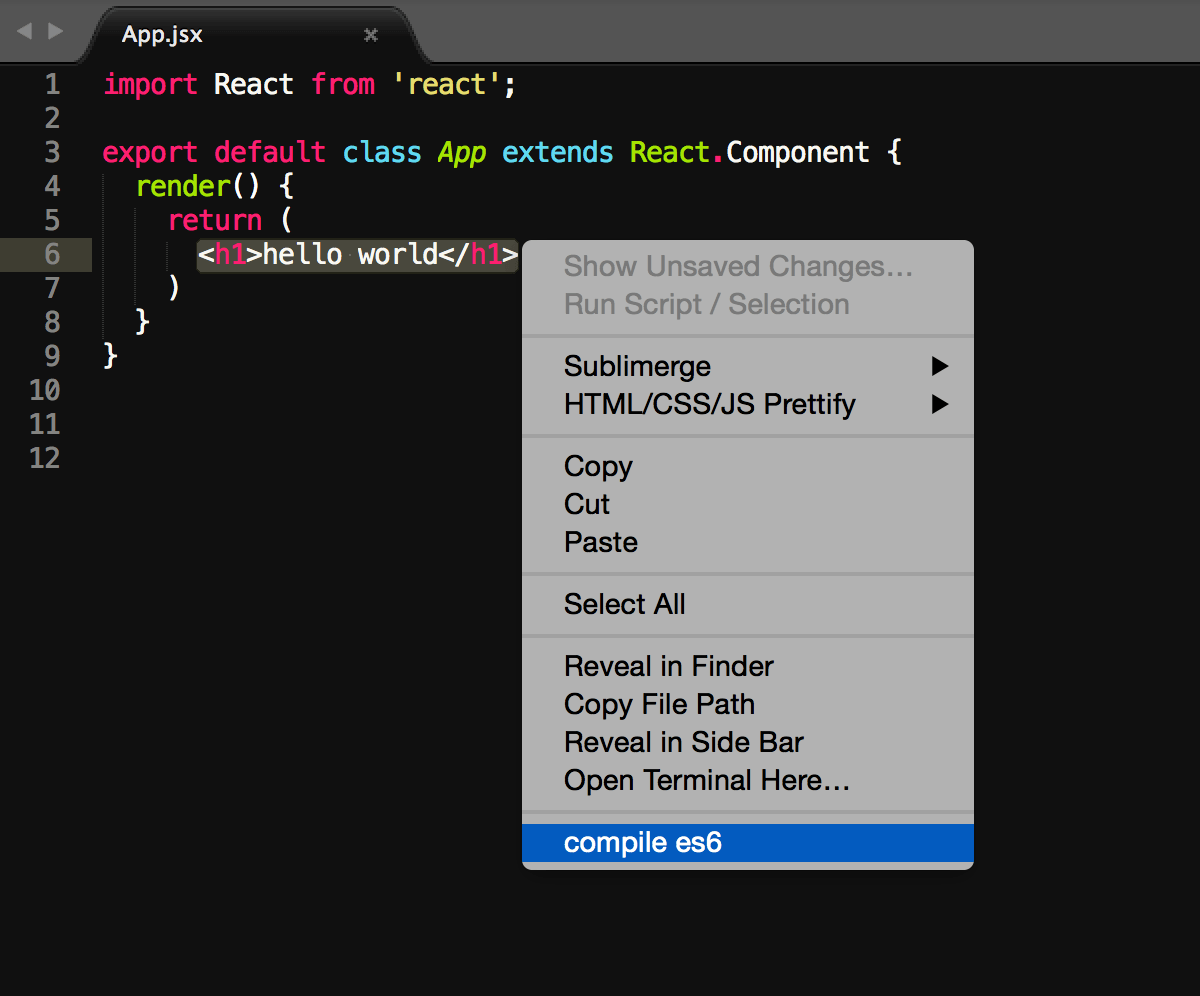 App.jsx ×
1 import React from 'react';
2
3 export default class App extends React.Component {
4   render() {
5     return (
6       <h1>hello world</h1>
7     )
8   }
9 }
10
11
12
Show Unsaved Changes…
Run Script / Selection
Sublimerge ▶
HTML/CSS/JS Prettify ▶
Copy
Cut
Paste
Select All
Reveal in Finder
Copy File Path
Reveal in Side Bar
Open Terminal Here…
compile es6